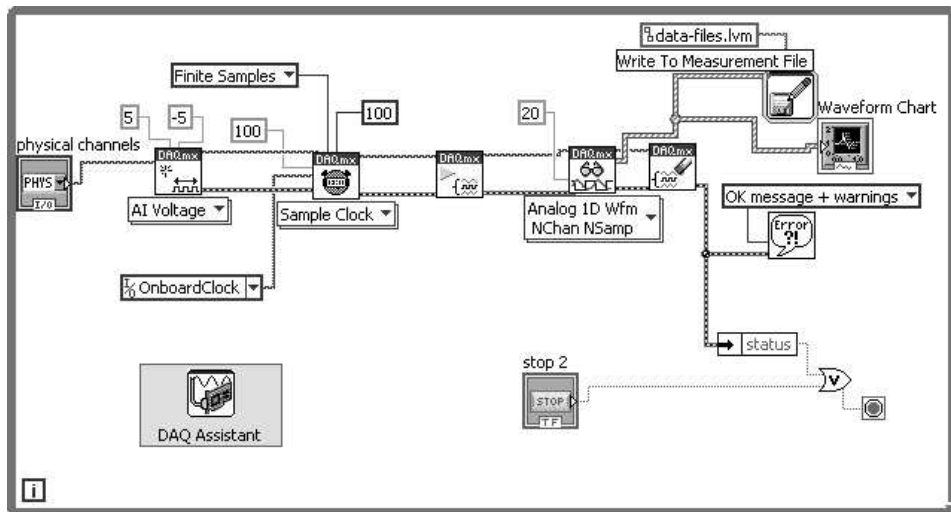 data-files.lvm
Write To Measurement File
Finite Samples
Waveform Chart
5
-5
100
100
20
physical channels
DAQmx
DAQmx
DAQmx
DAQmx
DAQmx
PHYS
I/O
AI Voltage
Sample Clock
Analog 1D Wfm
NChan NSamp
OK message + warnings
Error
?!
I/O OnboardClock
status
stop 2
V
STOP
TF
DAQ Assistant
i